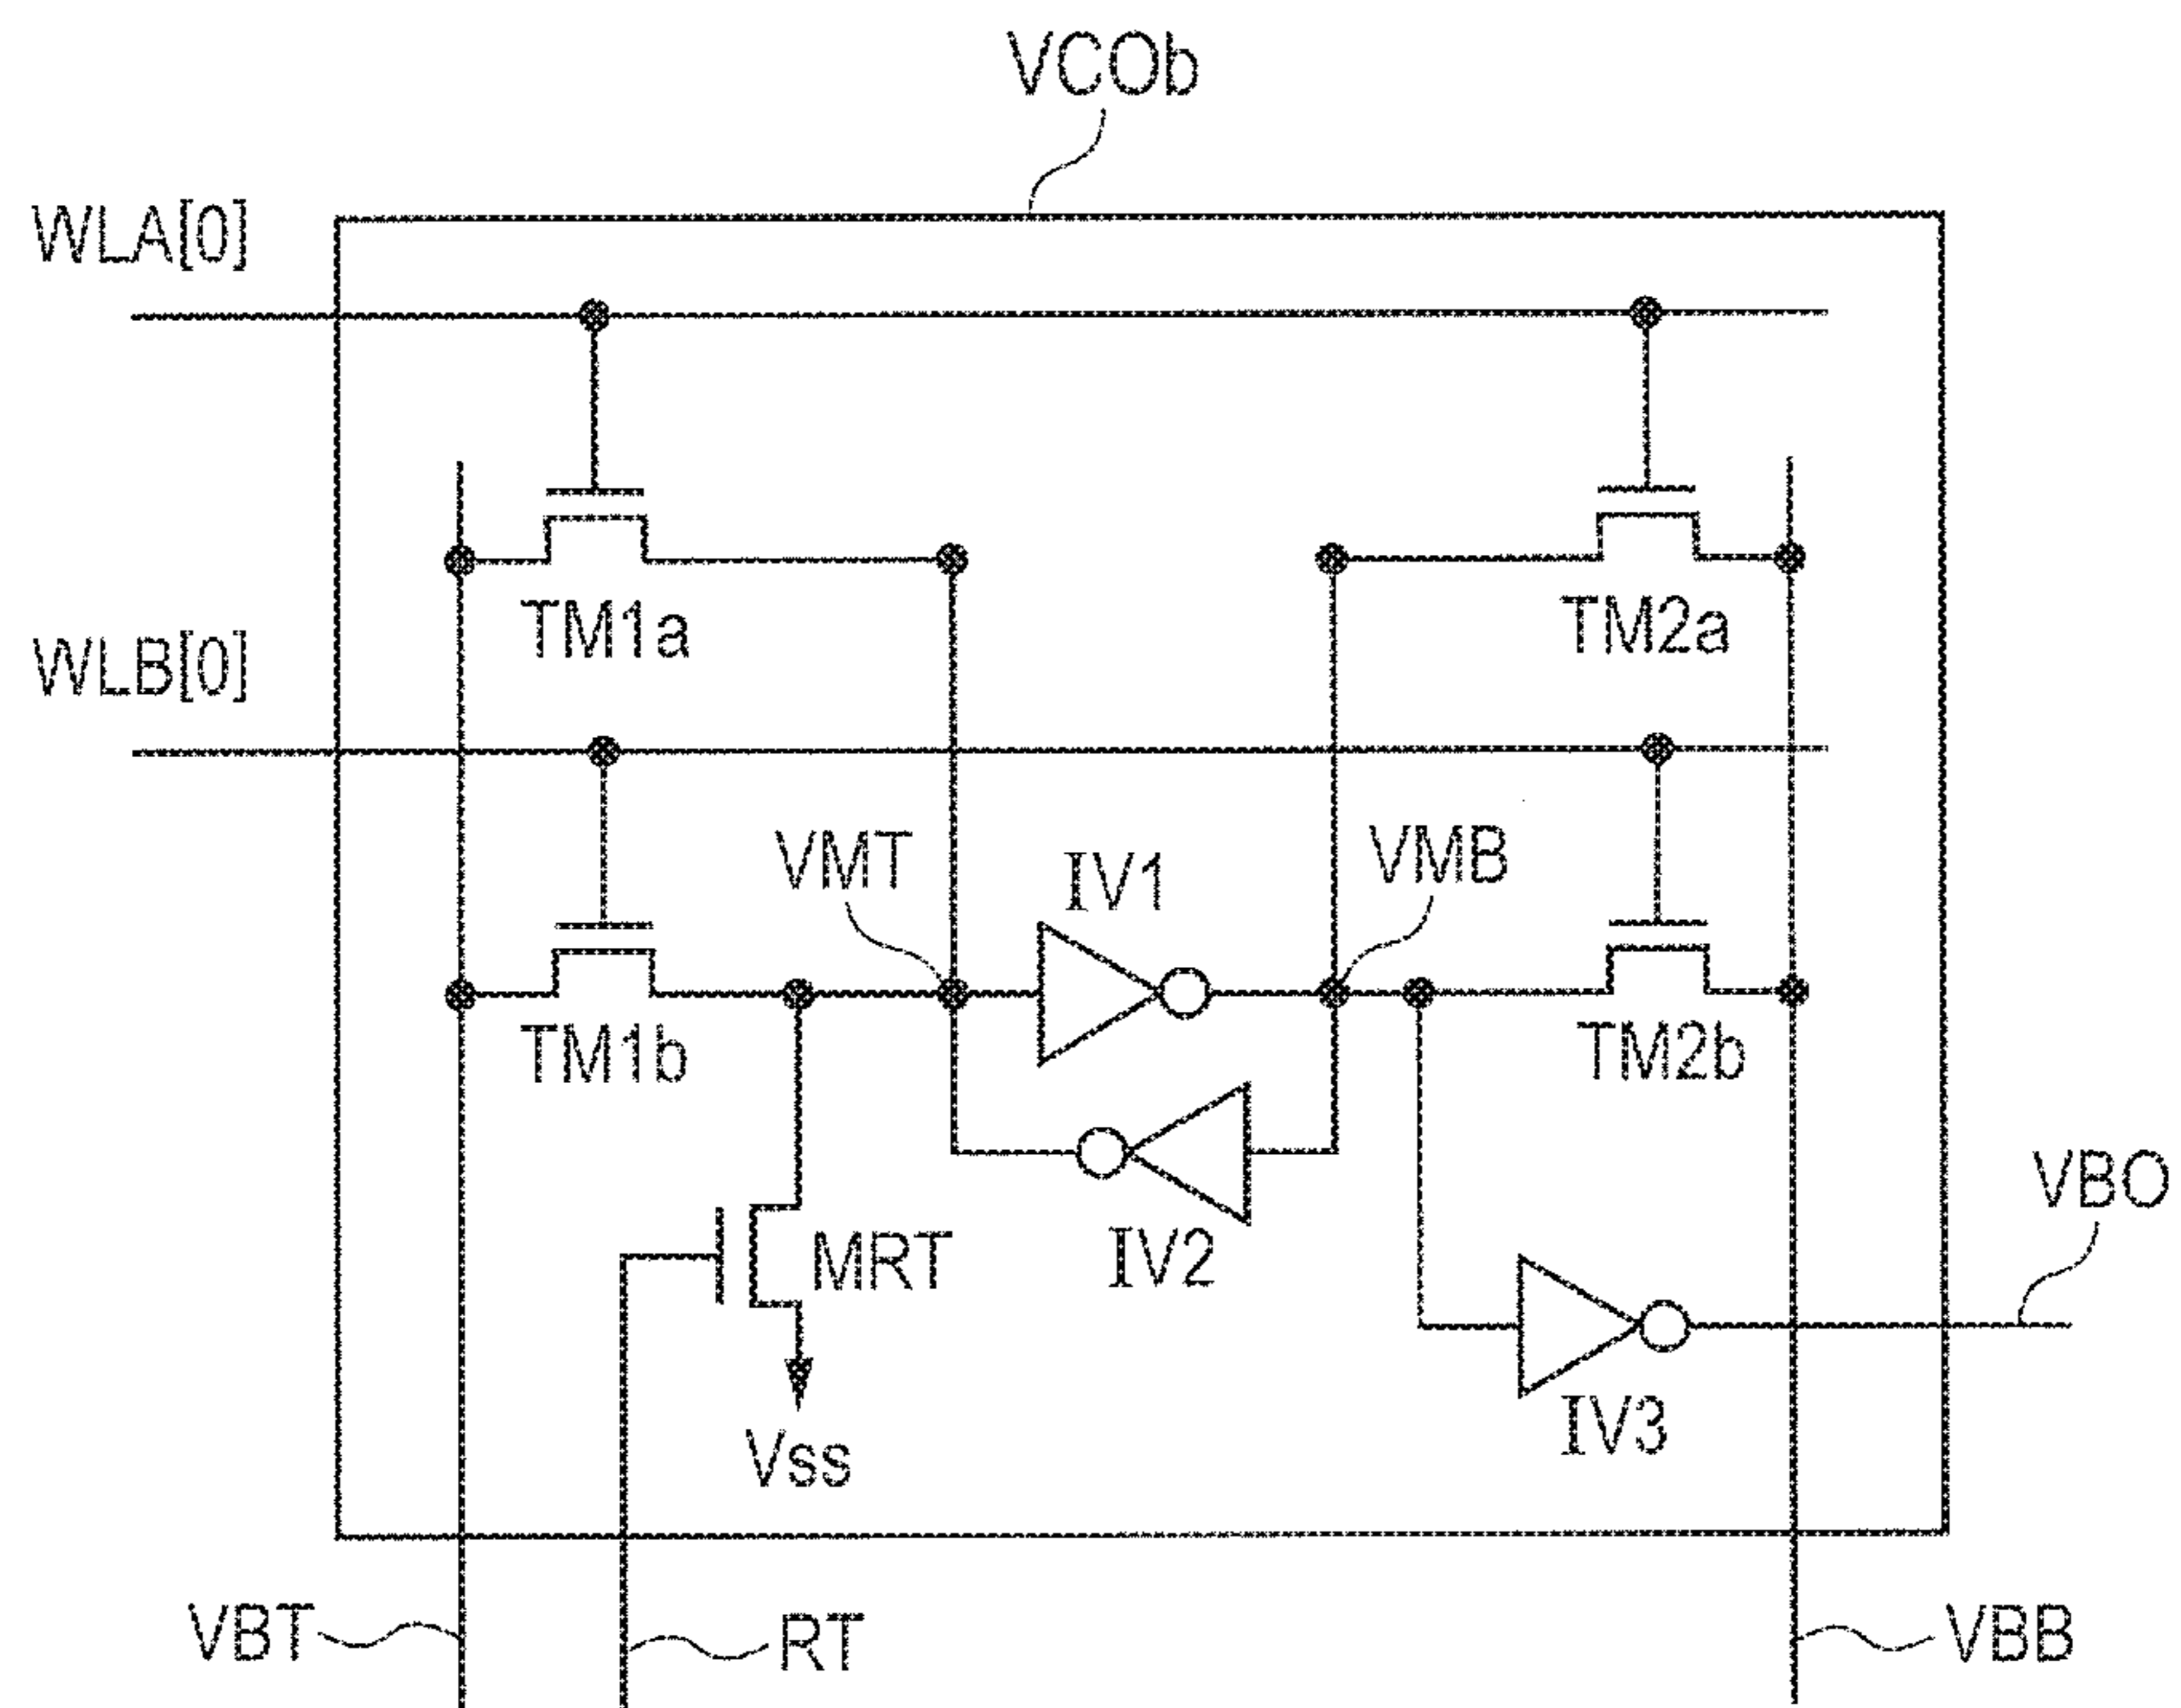 VCOb
WLA[0]
TM1a
TM2a
WLB[0]
VMT
IV1
VMB
TM1b
TM2b
VBO
MRT
IV2
IV3
Vss
VBT
RT
VBB